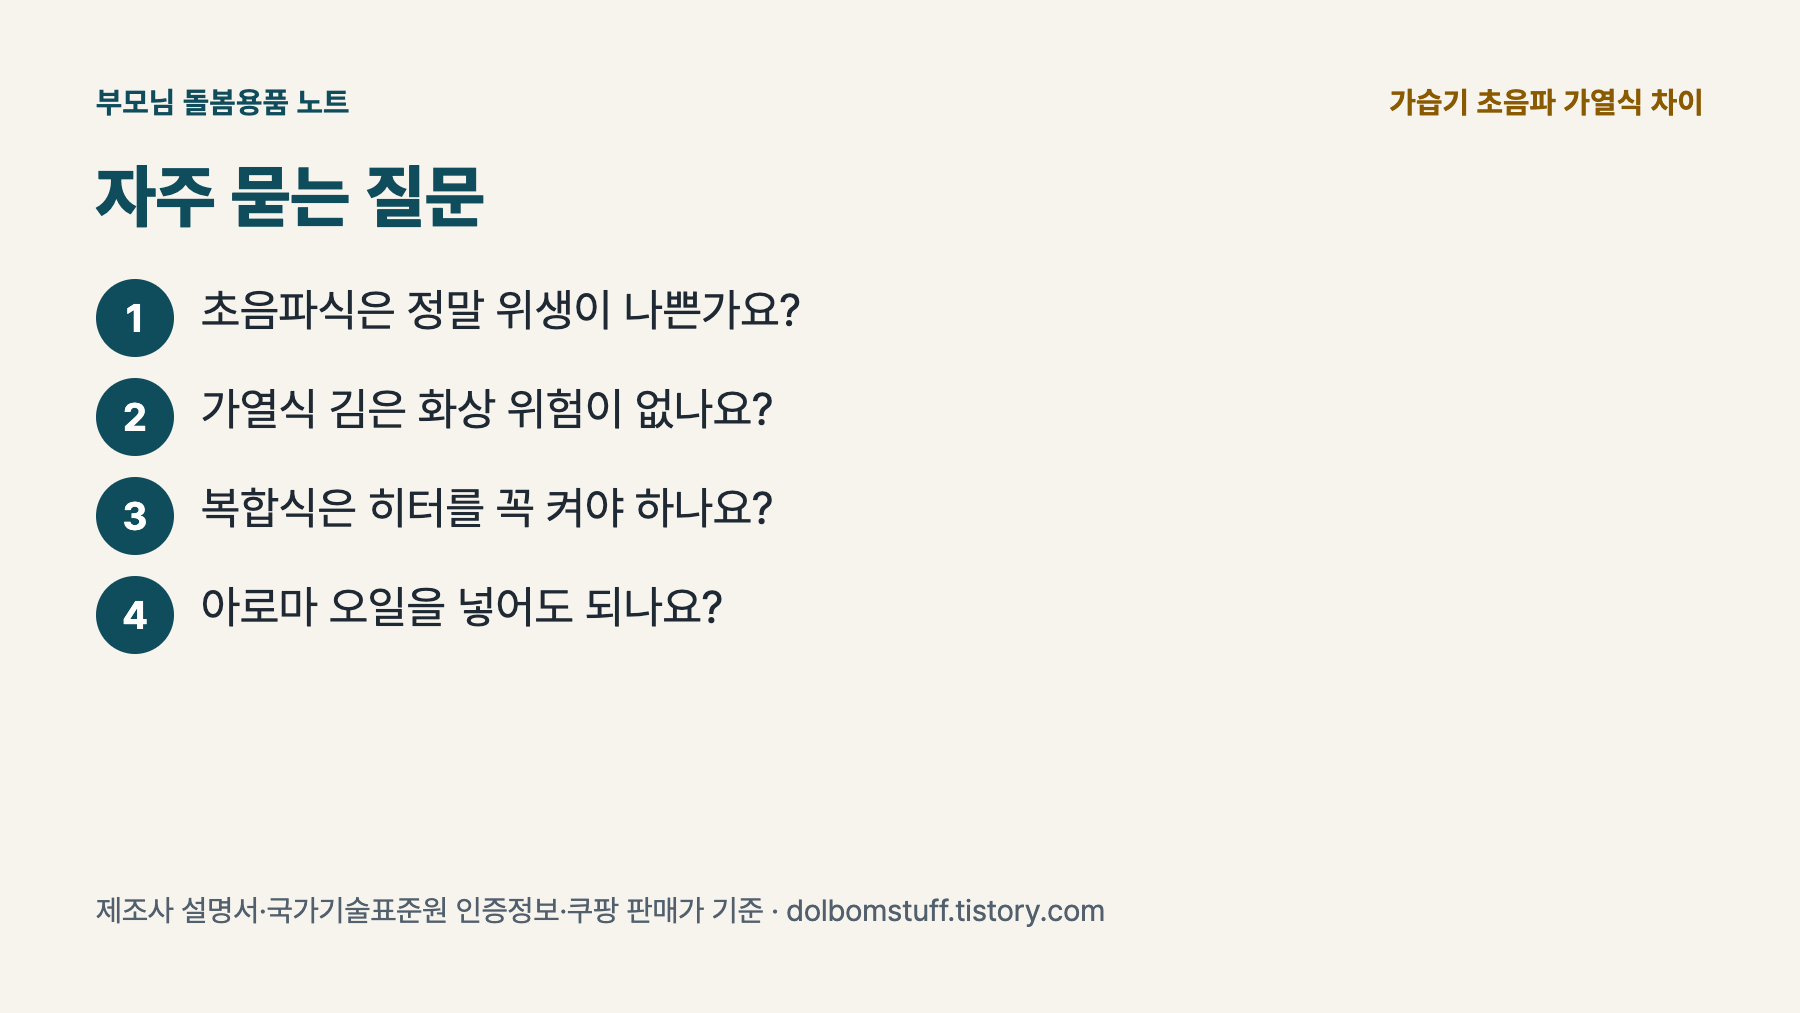 부모님 돌봄용품 노트
가습기 초음파 가열식 차이
자주 묻는 질문
1 초음파식은 정말 위생이 나쁜가요?
2 가열식 김은 화상 위험이 없나요?
3 복합식은 히터를 꼭 켜야 하나요?
4 아로마 오일을 넣어도 되나요?
제조사 설명서·국가기술표준원 인증정보·쿠팡 판매가 기준 · dolbomstuff.tistory.com